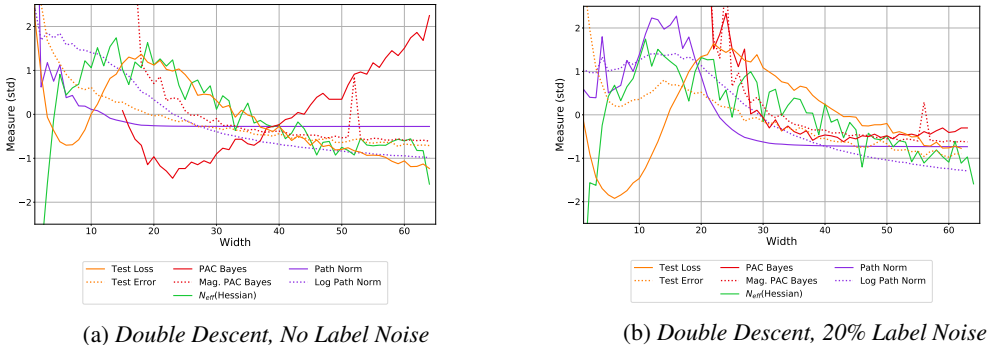 2
1
0
−1
−2
Measure (std)
10 20 30 40 50 60
Width
Test Loss PAC Bayes Path Norm
Test Error Mag. PAC Bayes Log Path Norm
Neff(Hessian)
(a) Double Descent, No Label Noise
2
1
0
−1
−2
Measure (std)
10 20 30 40 50 60
Width
Test Loss PAC Bayes Path Norm
Test Error Mag. PAC Bayes Log Path Norm
Neff(Hessian)
(b) Double Descent, 20% Label Noise